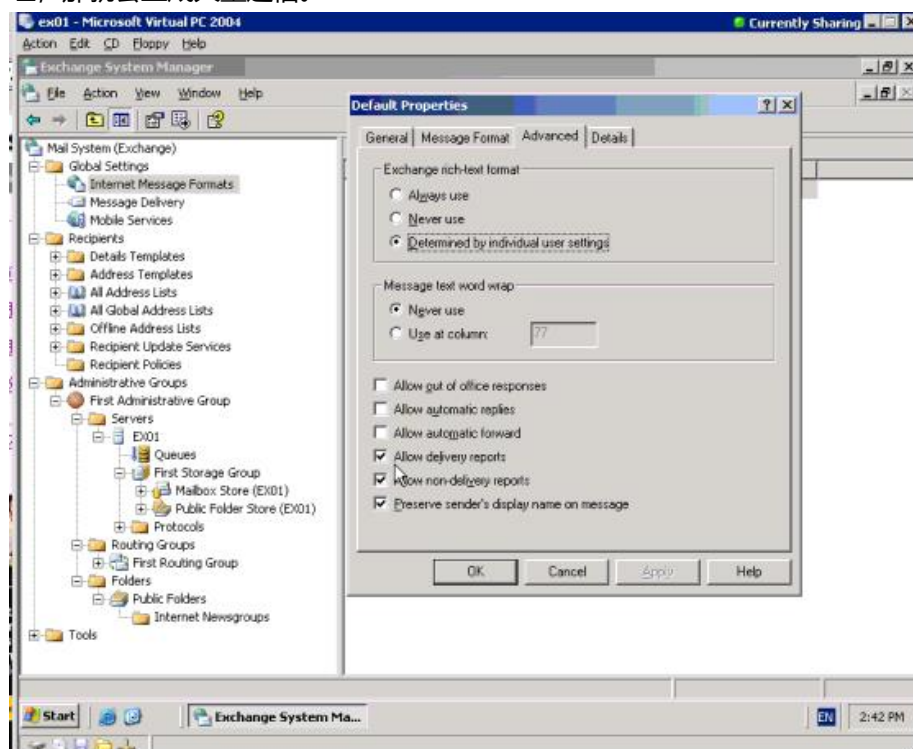 ex01 - Microsoft Virtual PC 2004
Currently Sharing
Action Edit CD Floppy Help
Exchange System Manager
File Action View Window Help
Mail System (Exchange)
Global Settings
Internet Message Formats
Message Delivery
Mobile Services
Recipients
Details Templates
Address Templates
All Address Lists
All Global Address Lists
Offline Address Lists
Recipient Update Services
Recipient Policies
Administrative Groups
First Administrative Group
Servers
EX01
Queues
First Storage Group
Mailbox Store (EX01)
Public Folder Store (EX01)
Protocols
Routing Groups
First Routing Group
Folders
Public Folders
Internet Newsgroups
Tools
Default Properties
General Message Format Advanced Details
Exchange rich-text format
Always use
Never use
Determined by individual user settings
Message text word wrap
Never use
Use at column: 77
Allow out of office responses
Allow automatic replies
Allow automatic forward
Allow delivery reports
Allow non-delivery reports
Preserve sender's display name on message
OK Cancel Apply Help
Start Exchange System Ma... EN 2:42 PM